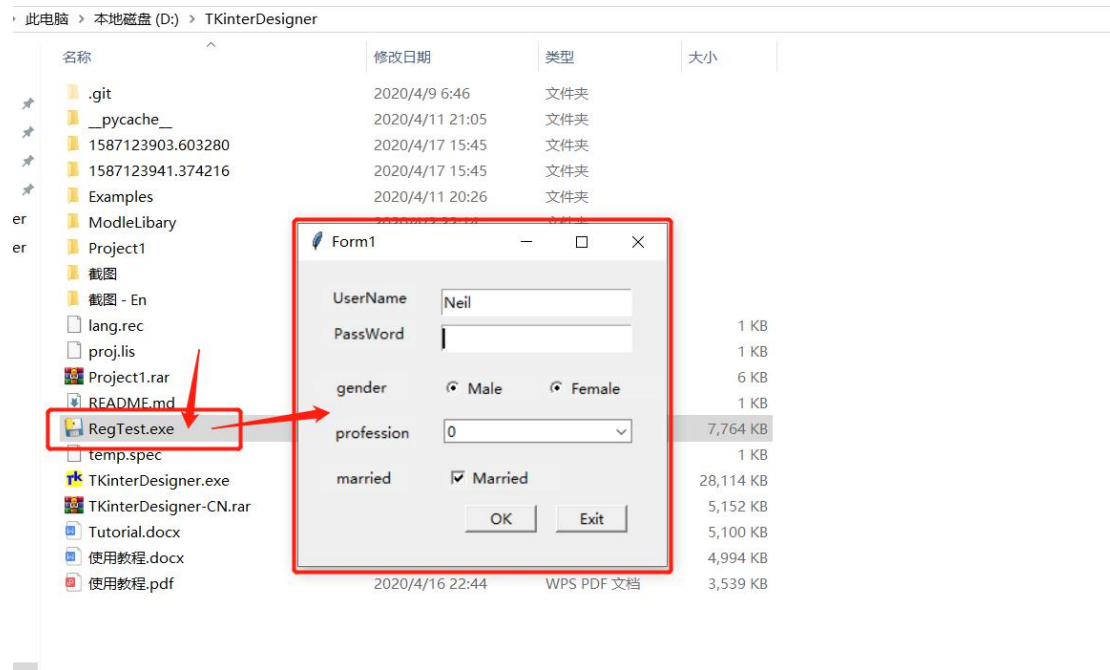 › 此电脑 › 本地磁盘 (D:) › TKinterDesigner
名称 修改日期 类型 大小
.git 2020/4/9 6:46 文件夹
__pycache__ 2020/4/11 21:05 文件夹
1587123903.603280 2020/4/17 15:45 文件夹
1587123941.374216 2020/4/17 15:45 文件夹
Examples 2020/4/11 20:26 文件夹
er
ModleLibary
er
Project1
截图
截图 - En
lang.rec 1 KB
proj.lis 1 KB
Project1.rar 6 KB
README.md 1 KB
RegTest.exe 7,764 KB
temp.spec 1 KB
TKinterDesigner.exe 28,114 KB
TKinterDesigner-CN.rar 5,152 KB
Tutorial.docx 5,100 KB
使用教程.docx 4,994 KB
使用教程.pdf 2020/4/16 22:44 WPS PDF 文档 3,539 KB
Form1
UserName Neil
PassWord
gender Male Female
profession 0
married Married
OK Exit